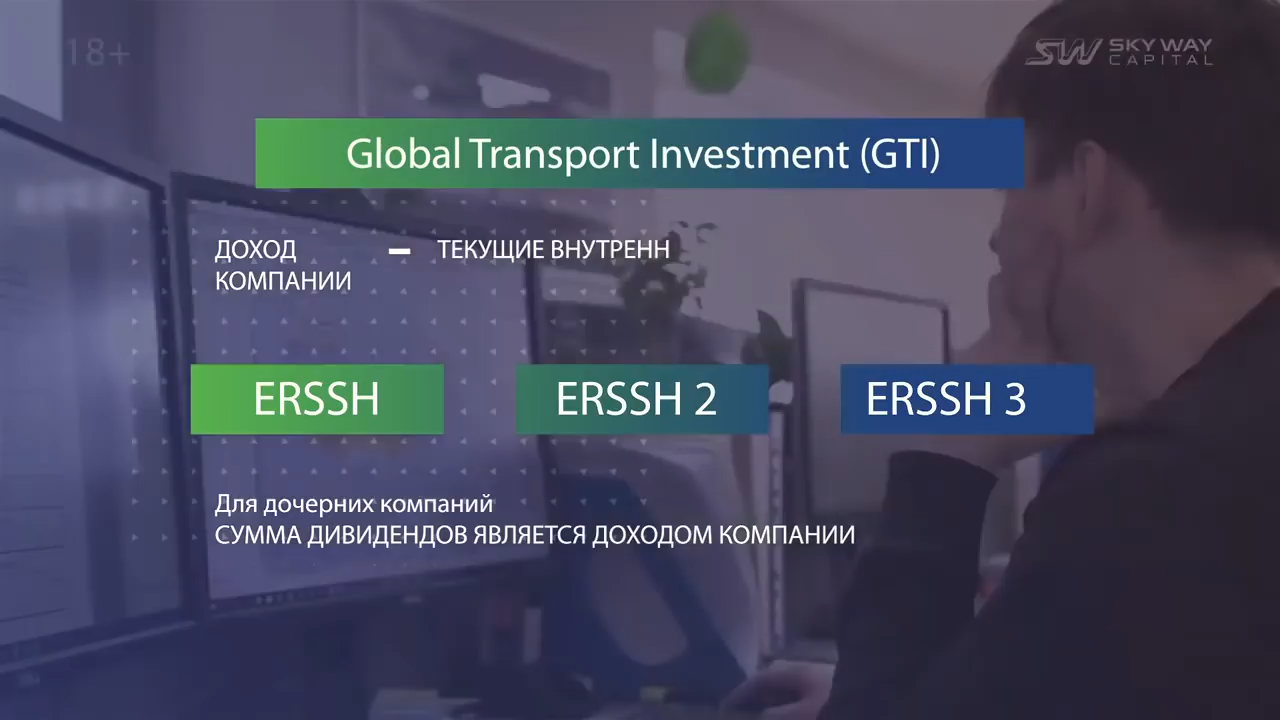 18+
SKY WAY
CAPITAL
Global Transport Investment (GTI)
ДОХОД — ТЕКУЩИЕ ВНУТРЕНН
КОМПАНИИ
ERSSH ERSSH 2 ERSSH 3
Для дочерних компаний
СУММА ДИВИДЕНДОВ ЯВЛЯЕТСЯ ДОХОДОМ КОМПАНИИ